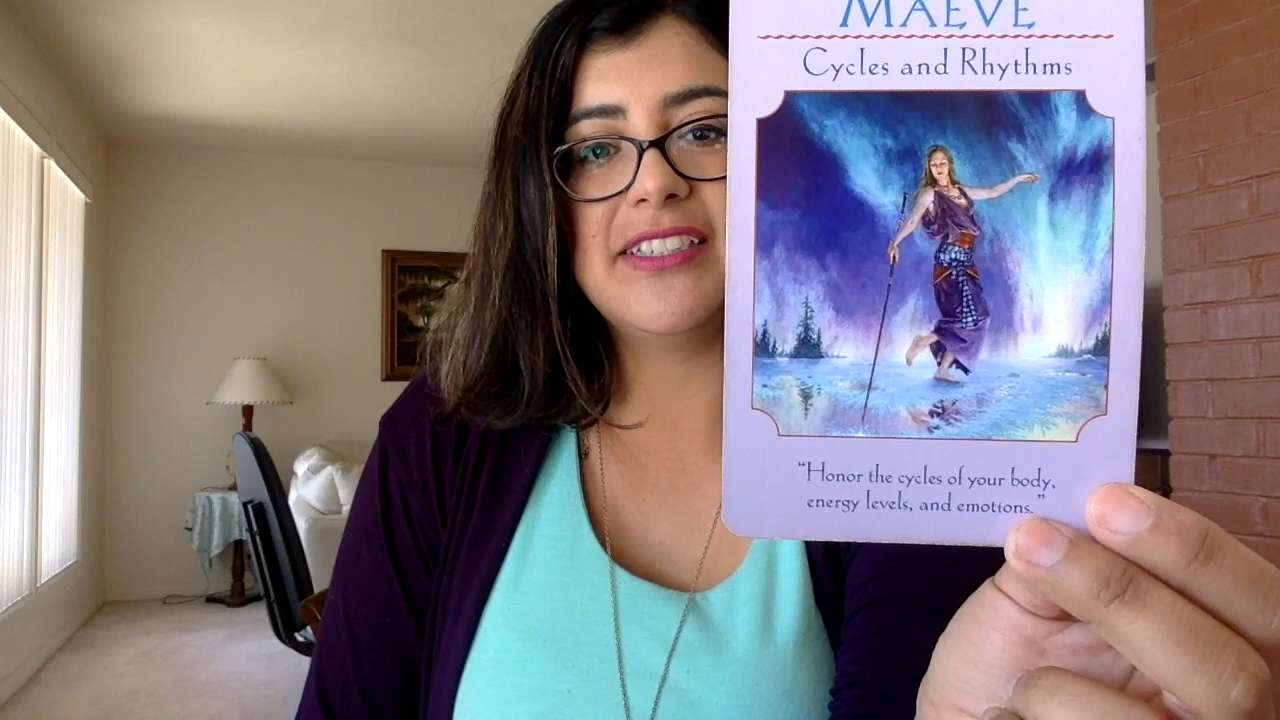 MAEVE
Cycles and Rhythms
“Honor the cycles of your body,
energy levels, and emotions.”